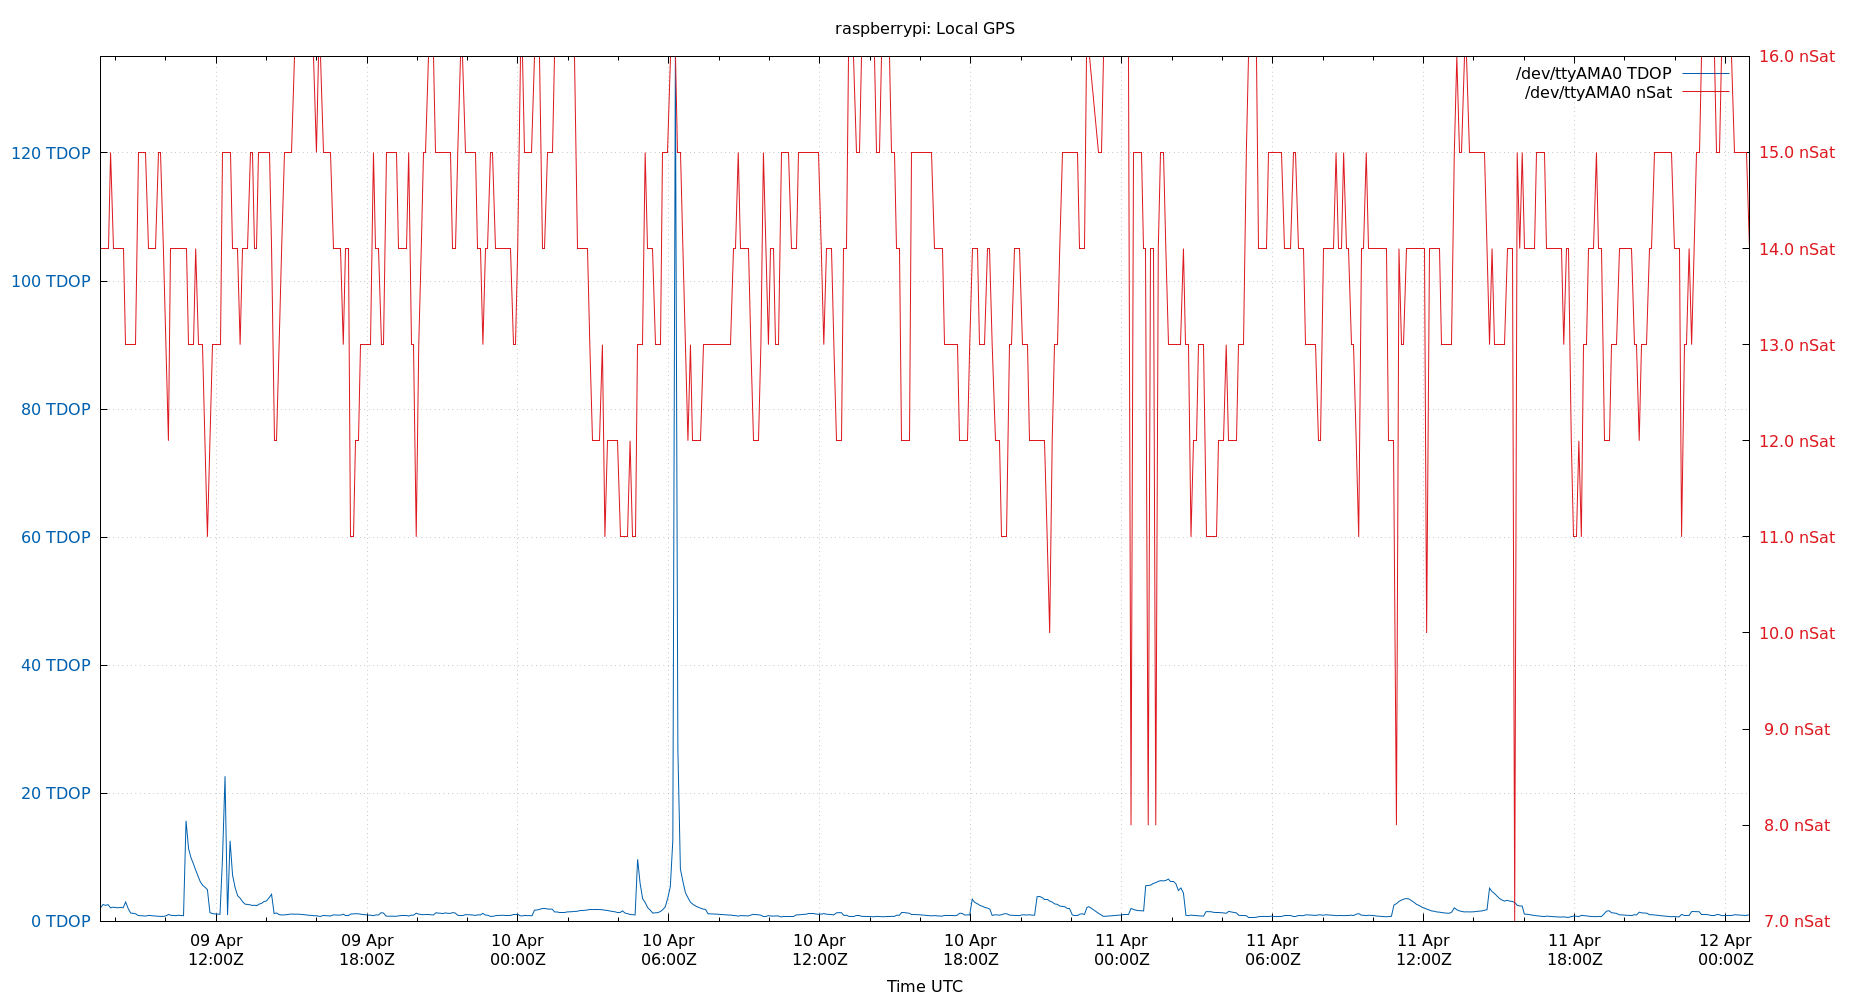 raspberrypi: Local GPS
/dev/ttyAMA0 TDOP
/dev/ttyAMA0 nSat
120 TDOP
100 TDOP
80 TDOP
60 TDOP
40 TDOP
20 TDOP
0 TDOP
16.0 nSat
15.0 nSat
14.0 nSat
13.0 nSat
12.0 nSat
11.0 nSat
10.0 nSat
9.0 nSat
8.0 nSat
7.0 nSat
09 Apr
12:00Z
09 Apr
18:00Z
10 Apr
00:00Z
10 Apr
06:00Z
10 Apr
12:00Z
10 Apr
18:00Z
11 Apr
00:00Z
11 Apr
06:00Z
11 Apr
12:00Z
11 Apr
18:00Z
12 Apr
00:00Z
Time UTC